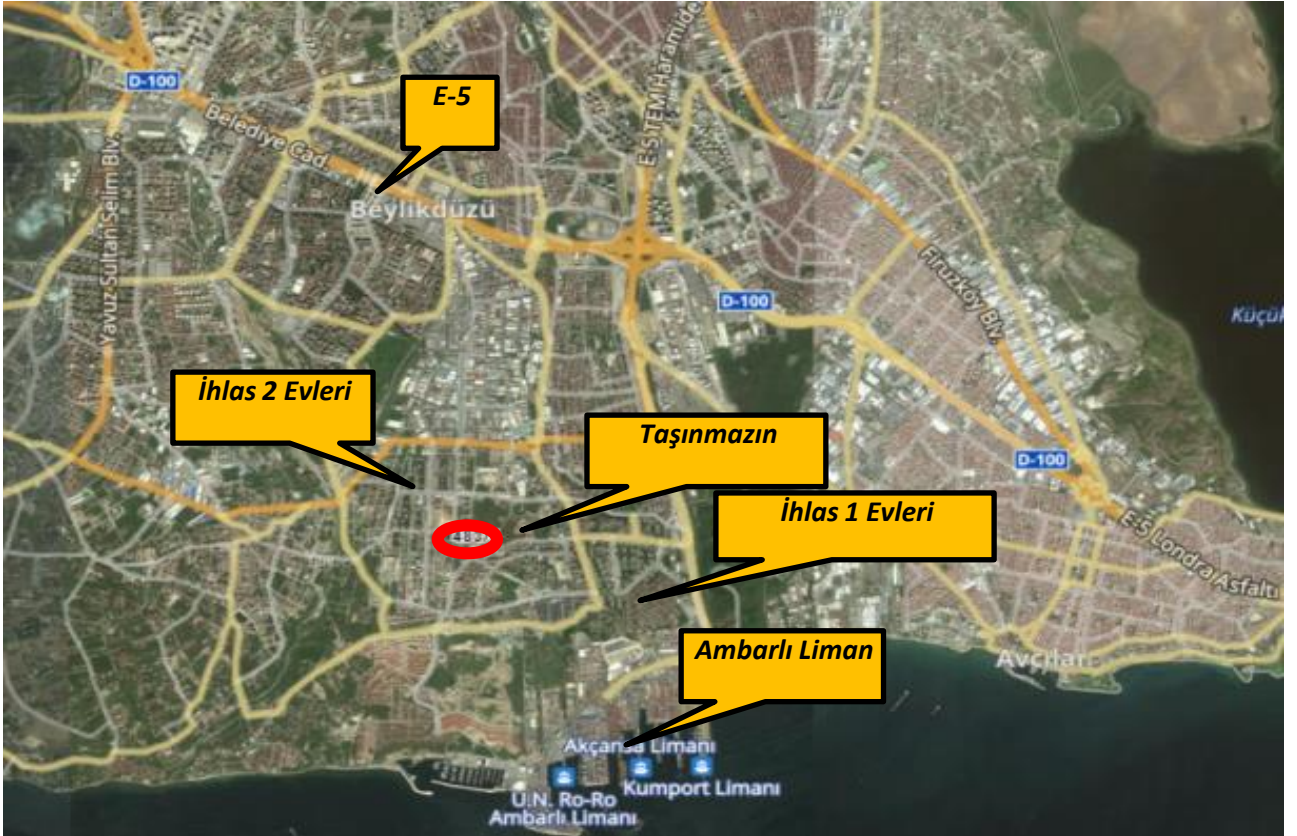 D-100
E-5
Belediye Cad.
E-5 TEM Haramide
Beylikdüzü
Yavuz Sultan Selim Blv.
Firuzköy Blv.
D-100
Küçük
İhlas 2 Evleri
Taşınmazın
D-100
İhlas 1 Evleri
E-5 Londra Asfaltı
Ambarlı Liman
Avcılar
Akçansa Limanı
Kumport Limanı
U.N. Ro-Ro
Ambarlı Limanı